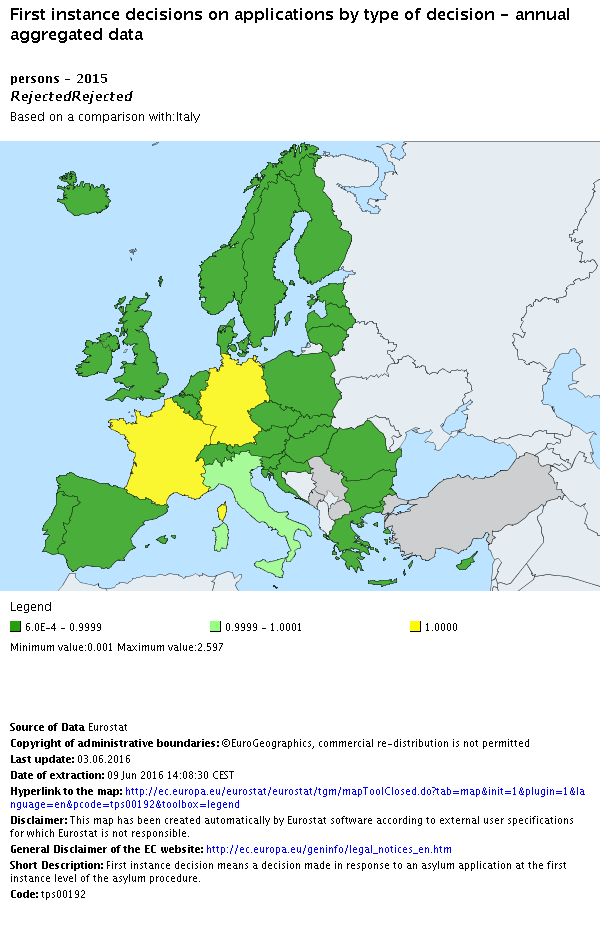 First instance decisions on applications by type of decision – annual
aggregated data
persons – 2015
RejectedRejected
Based on a comparison with:Italy
Legend
6.0E-4 – 0.9999
0.9999 – 1.0001
1.0000
Minimum value:0.001 Maximum value:2.597
Source of Data Eurostat
Copyright of administrative boundaries: ©EuroGeographics, commercial re-distribution is not permitted
Last update: 03.06.2016
Date of extraction: 09 Jun 2016 14:08:30 CEST
Hyperlink to the map: http://ec.europa.eu/eurostat/eurostat/tgm/mapToolClosed.do?tab=map&init=1&plugin=1&la
nguage=en&pcode=tps00192&toolbox=legend
Disclaimer: This map has been created automatically by Eurostat software according to external user specifications
for which Eurostat is not responsible.
General Disclaimer of the EC website: http://ec.europa.eu/geninfo/legal_notices_en.htm
Short Description: First instance decision means a decision made in response to an asylum application at the first
instance level of the asylum procedure.
Code: tps00192